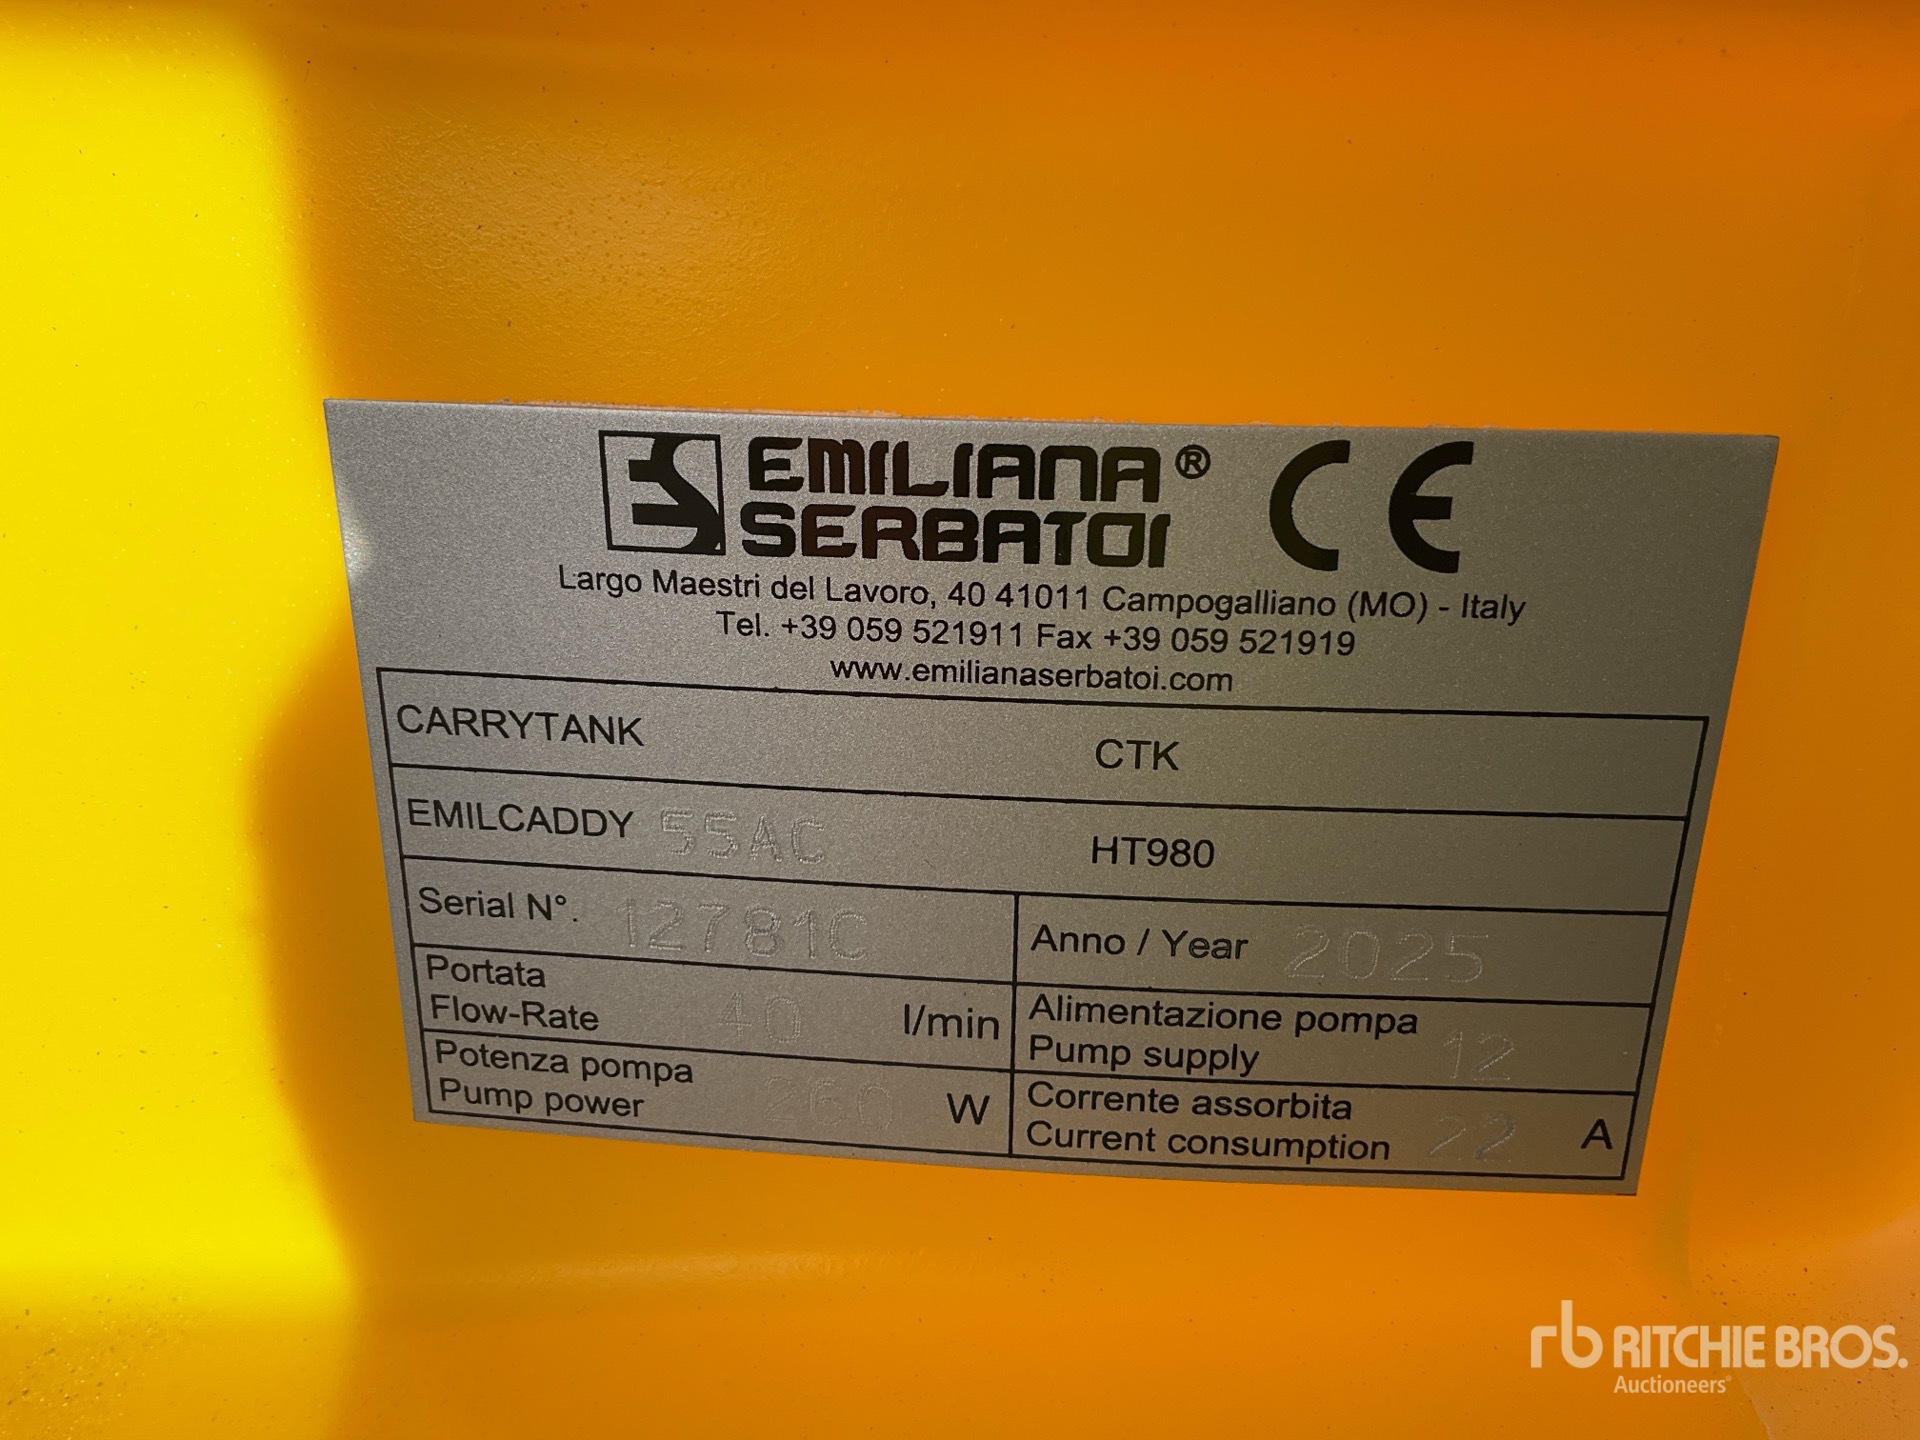 ES EMILIANA® CE
SERBATOI
Largo Maestri del Lavoro, 40 41011 Campogalliano (MO) - Italy
Tel. +39 059 521911 Fax +39 059 521919
www.emilianaserbatoi.com
CARRYTANK CTK
EMILCADDY 55AC HT980
Serial N°. 12781C Anno / Year 2025
Portata
Flow-Rate 40 l/min
Alimentazione pompa
Pump supply 12
Potenza pompa
Pump power 260 W
Corrente assorbita
Current consumption 22 A
rb RITCHIE BROS.
Auctioneers